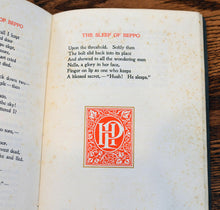 THE SLEEP OF BEPPO
Upon the threshold. Softly then
The bolt slid back into its place
And showed to all the wondering men
Nella, a glory in her face,
Finger on lip as one who keeps
A blessed secret,—"Hush! He sleeps."